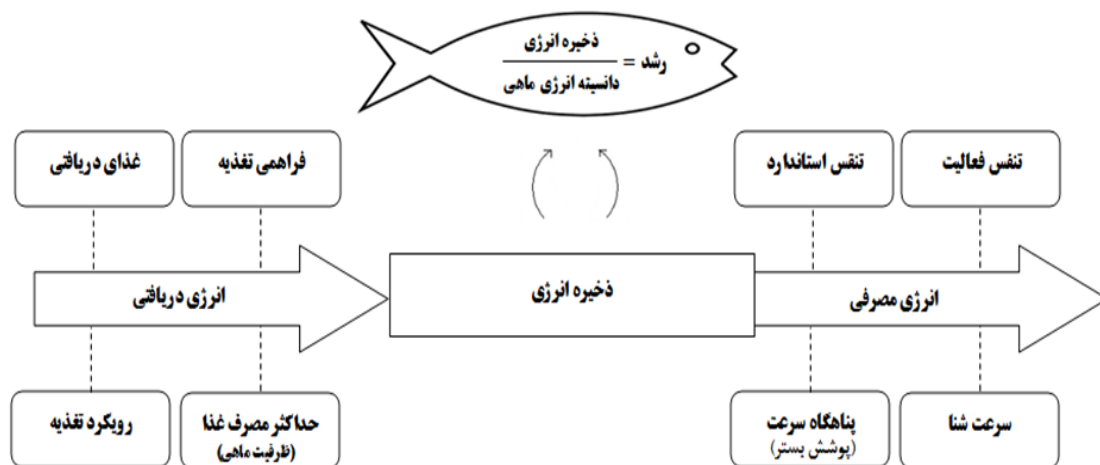 رشد =
ذخیره انرژی
دانسیته انرژی ماهی
تنفس فعالیت
تنقس استاندارد
فراهمی تغذیه
غذای دریافتی
انرژی مصرفی
ذخیره انرژی
انرژی دریافتی
سرعت شنا
پناهگاه سرعت
(پوشش بستر)
حداکثر مصرف غذا
(ظرفیت ماهی)
رویکرد تغذیه